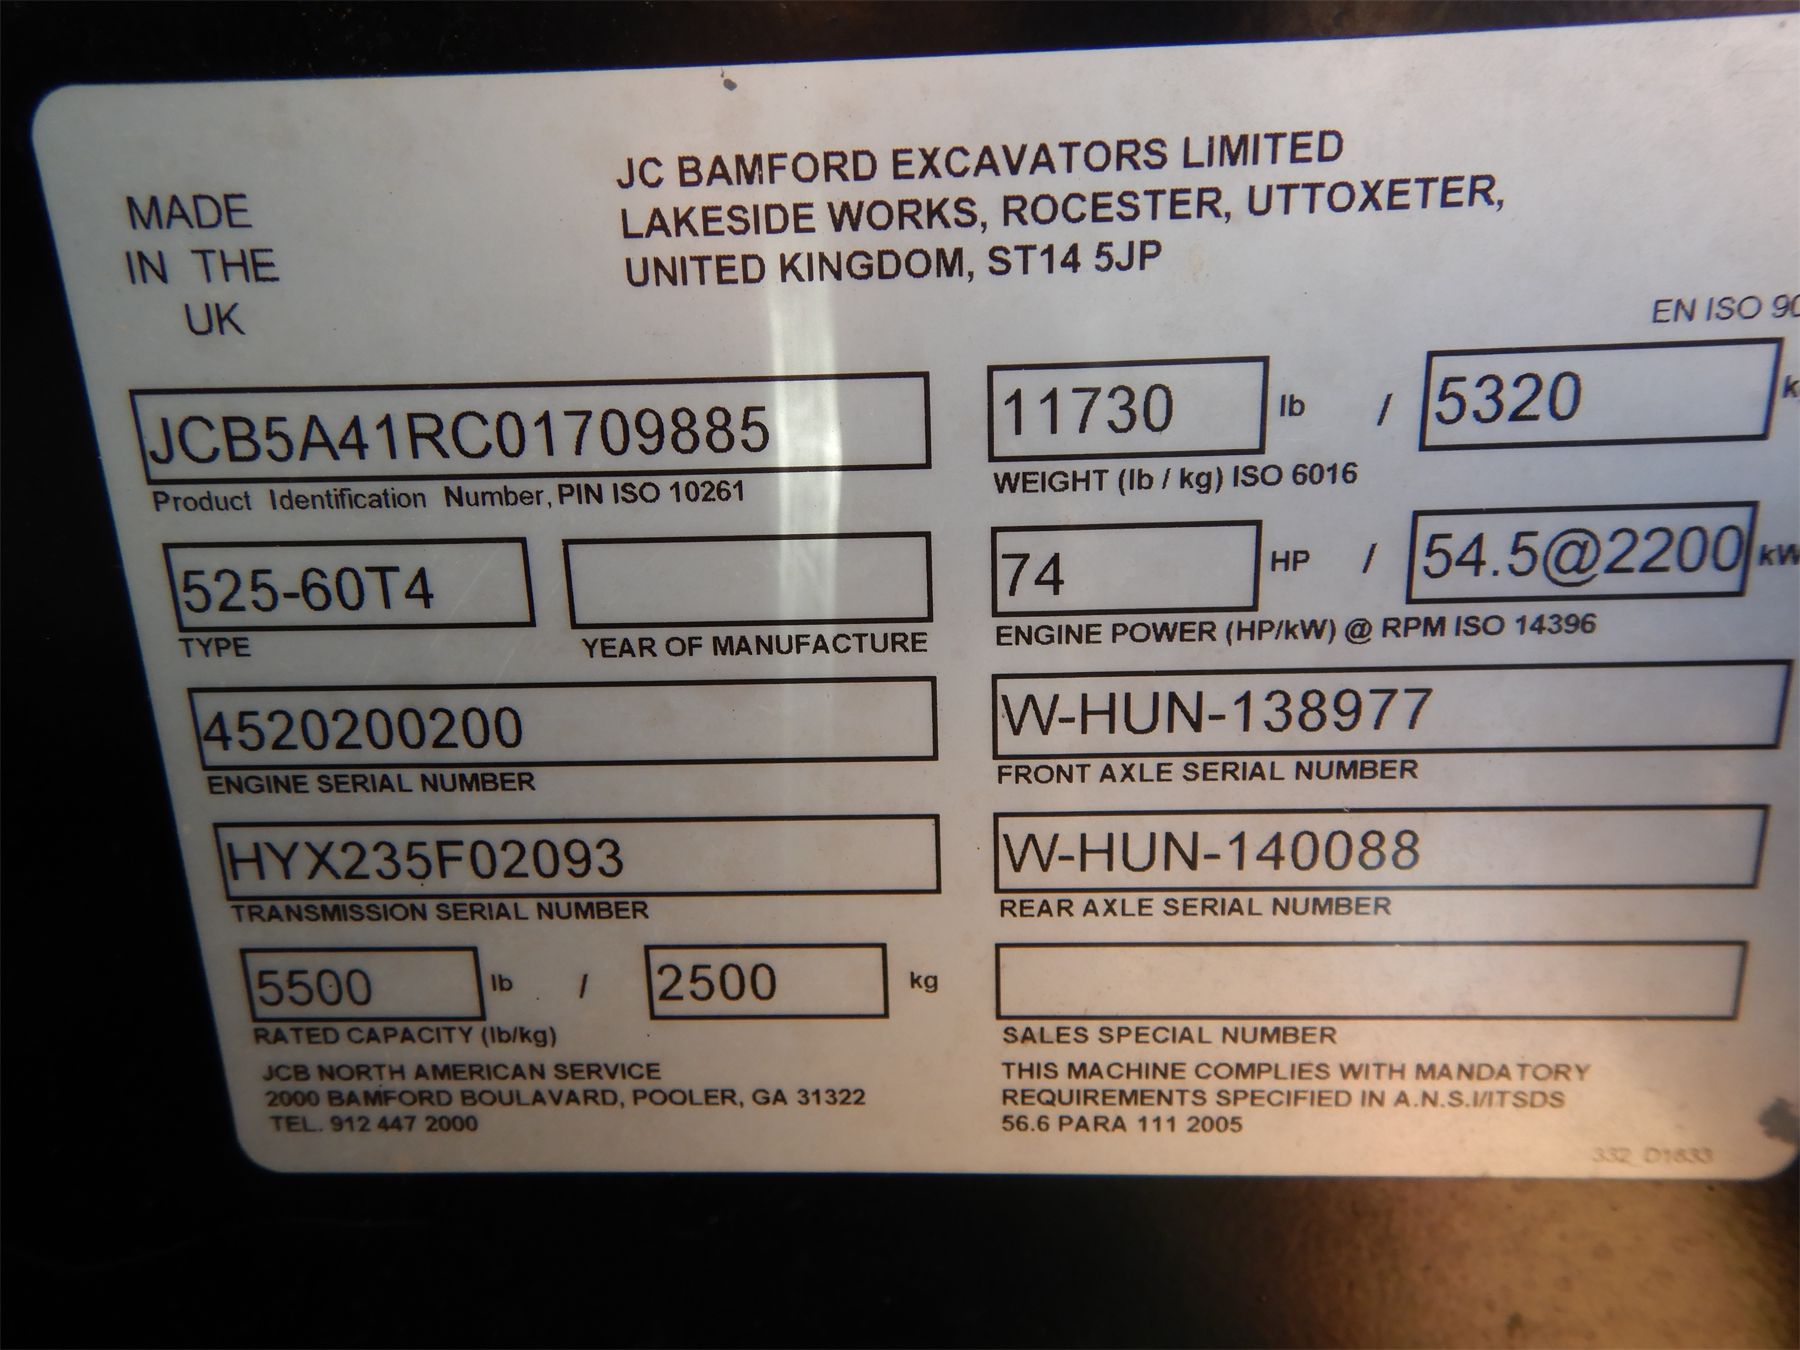 MADE
IN THE
UK
JC BAMFORD EXCAVATORS LIMITED
LAKESIDE WORKS, ROCESTER, UTTOXETER,
UNITED KINGDOM, ST14 5JP
EN ISO
JCB5A41RC01709885
Product Identification Number, PIN ISO 10261
11730 lb / 5320
WEIGHT (lb / kg) ISO 6016
525-60T4
TYPE
YEAR OF MANUFACTURE
74 HP / 54.5@2200 kW
ENGINE POWER (HP/kW) @ RPM ISO 14396
4520200200
ENGINE SERIAL NUMBER
W-HUN-138977
FRONT AXLE SERIAL NUMBER
HYX235F02093
TRANSMISSION SERIAL NUMBER
W-HUN-140088
REAR AXLE SERIAL NUMBER
5500 lb / 2500 kg
RATED CAPACITY (lb/kg)
SALES SPECIAL NUMBER
JCB NORTH AMERICAN SERVICE
2000 BAMFORD BOULAVARD, POOLER, GA 31322
TEL. 912 447 2000
THIS MACHINE COMPLIES WITH MANDATORY
REQUIREMENTS SPECIFIED IN A.N.S.I/ITSDS
56.6 PARA 111 2005